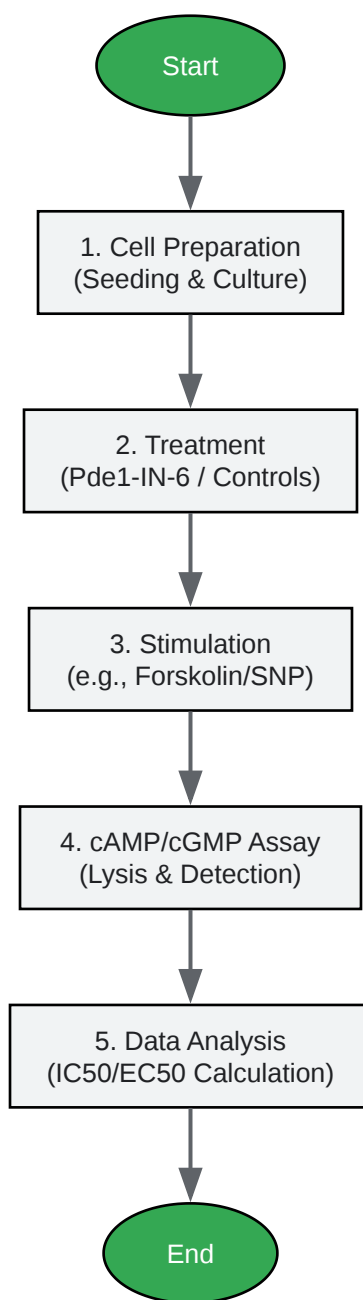 Start
1. Cell Preparation
(Seeding & Culture)
2. Treatment
(Pde1-IN-6 / Controls)
3. Stimulation
(e.g., Forskolin/SNP)
4. cAMP/cGMP Assay
(Lysis & Detection)
5. Data Analysis
(IC50/EC50 Calculation)
End